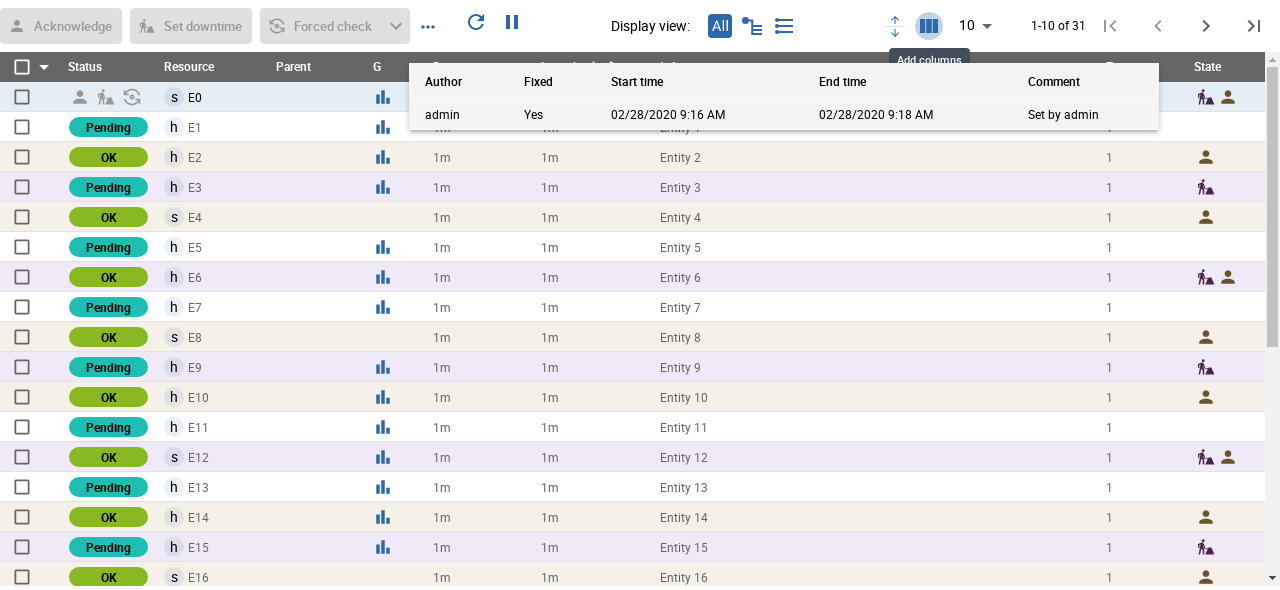 Acknowledge Set downtime Forced check Display view: All 10 1-10 of 31
Add columns
Status Resource Parent G State
Author Fixed Start time End time Comment
s E0
admin Yes 02/28/2020 9:16 AM 02/28/2020 9:18 AM Set by admin
Pending h E1
OK h E2 1m 1m Entity 2 1
Pending h E3 1m 1m Entity 3 1
OK s E4 1m 1m Entity 4 1
Pending h E5 1m 1m Entity 5 1
OK h E6 1m 1m Entity 6 1
Pending h E7 1m 1m Entity 7 1
OK s E8 1m 1m Entity 8 1
Pending h E9 1m 1m Entity 9 1
OK h E10 1m 1m Entity 10 1
Pending h E11 1m 1m Entity 11 1
OK s E12 1m 1m Entity 12 1
Pending h E13 1m 1m Entity 13 1
OK h E14 1m 1m Entity 14 1
Pending h E15 1m 1m Entity 15 1
OK s E16 1m 1m Entity 16 1